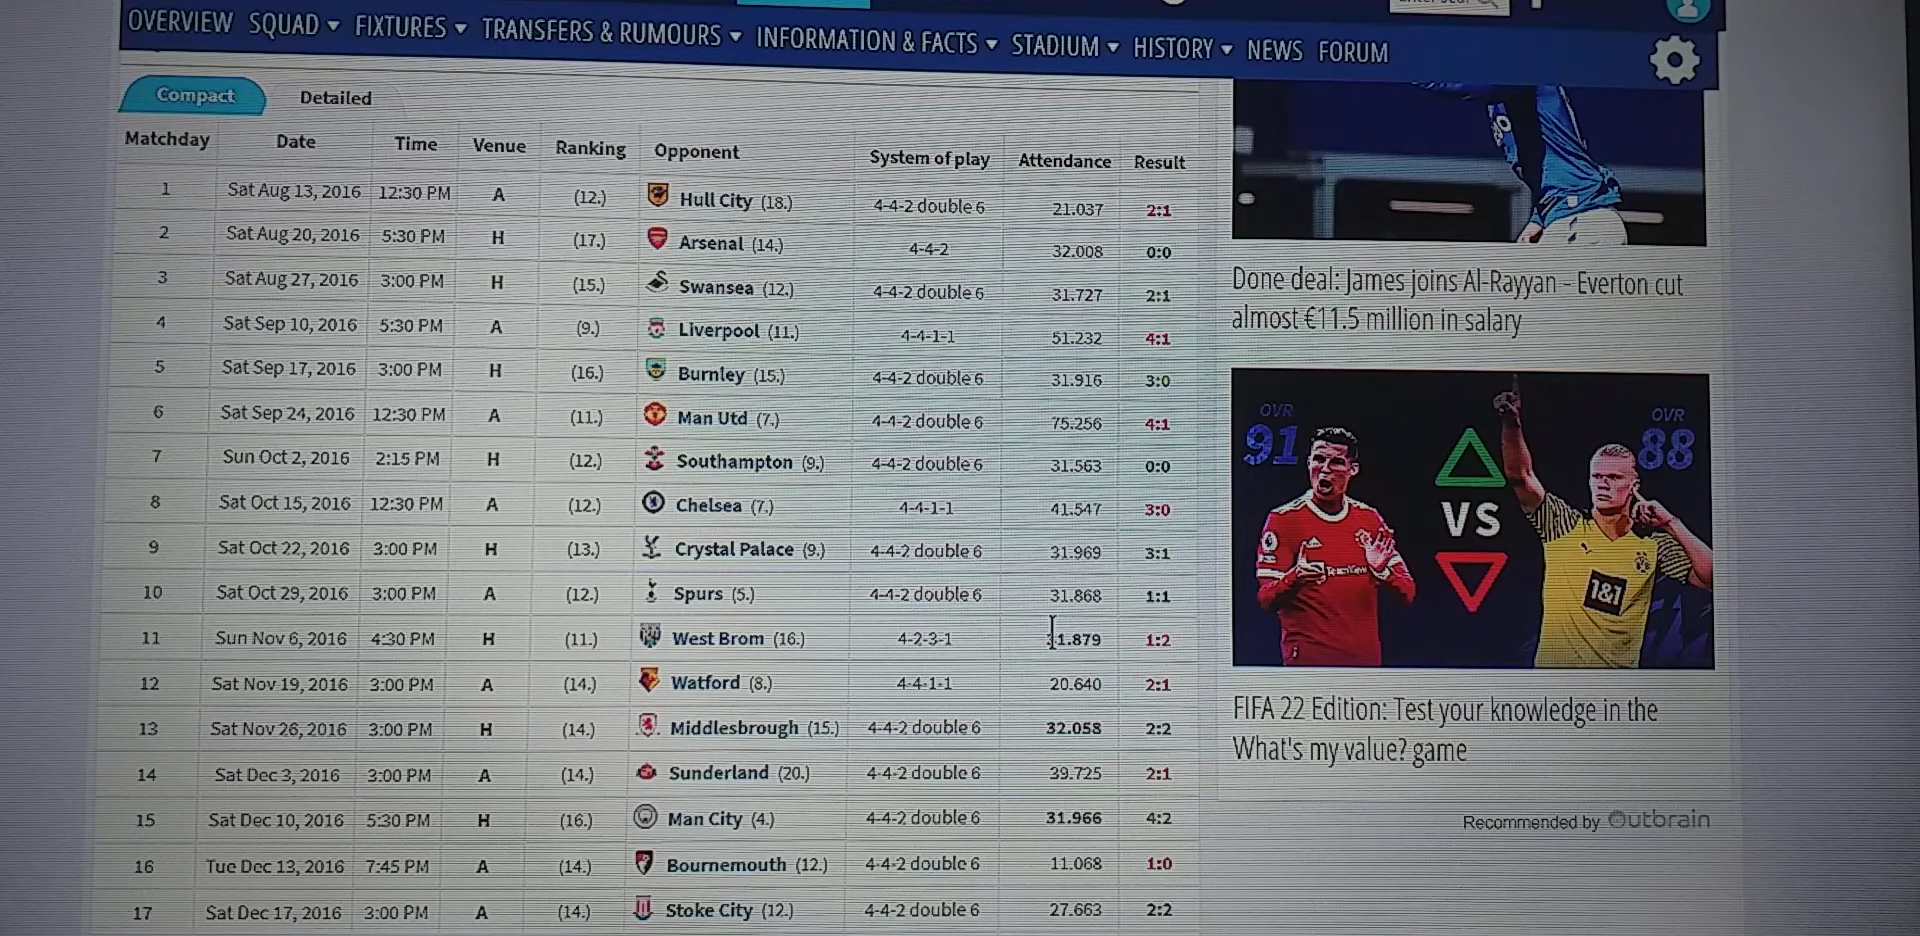 OVERVIEW SQUAD FIXTURES TRANSFERS & RUMOURS INFORMATION & FACTS STADIUM HISTORY NEWS FORUM
Compact Detailed
Matchday Date Time Venue Ranking Opponent System of play Attendance Result
1 Sat Aug 13, 2016 12:30 PM A (12.) Hull City (18.) 4-4-2 double 6 21.037 2:1
2 Sat Aug 20, 2016 5:30 PM H (17.) Arsenal (14.) 4-4-2 32.008 0:0
3 Sat Aug 27, 2016 3:00 PM H (15.) Swansea (12.) 4-4-2 double 6 31.727 2:1
4 Sat Sep 10, 2016 5:30 PM A (9.) Liverpool (11.) 4-4-1-1 51.232 4:1
5 Sat Sep 17, 2016 3:00 PM H (16.) Burnley (15.) 4-4-2 double 6 31.916 3:0
6 Sat Sep 24, 2016 12:30 PM A (11.) Man Utd (7.) 4-4-2 double 6 75.256 4:1
7 Sun Oct 2, 2016 2:15 PM H (12.) Southampton (9.) 4-4-2 double 6 31.563 0:0
8 Sat Oct 15, 2016 12:30 PM A (12.) Chelsea (7.) 4-4-1-1 41.547 3:0
9 Sat Oct 22, 2016 3:00 PM H (13.) Crystal Palace (9.) 4-4-2 double 6 31.969 3:1
10 Sat Oct 29, 2016 3:00 PM A (12.) Spurs (5.) 4-4-2 double 6 31.868 1:1
11 Sun Nov 6, 2016 4:30 PM H (11.) West Brom (16.) 4-2-3-1 31.879 1:2
12 Sat Nov 19, 2016 3:00 PM A (14.) Watford (8.) 4-4-1-1 20.640 2:1
13 Sat Nov 26, 2016 3:00 PM H (14.) Middlesbrough (15.) 4-4-2 double 6 32.058 2:2
14 Sat Dec 3, 2016 3:00 PM A (14.) Sunderland (20.) 4-4-2 double 6 39.725 2:1
15 Sat Dec 10, 2016 5:30 PM H (16.) Man City (4.) 4-4-2 double 6 31.966 4:2
16 Tue Dec 13, 2016 7:45 PM A (14.) Bournemouth (12.) 4-4-2 double 6 11.068 1:0
17 Sat Dec 17, 2016 3:00 PM A (14.) Stoke City (12.) 4-4-2 double 6 27.663 2:2
Done deal: James joins Al-Rayyan - Everton cut
almost €11.5 million in salary
OVR
91
OVR
88
VS
TeamViewer
1&1
FIFA 22 Edition: Test your knowledge in the
What's my value? game
Recommended by Outbrain